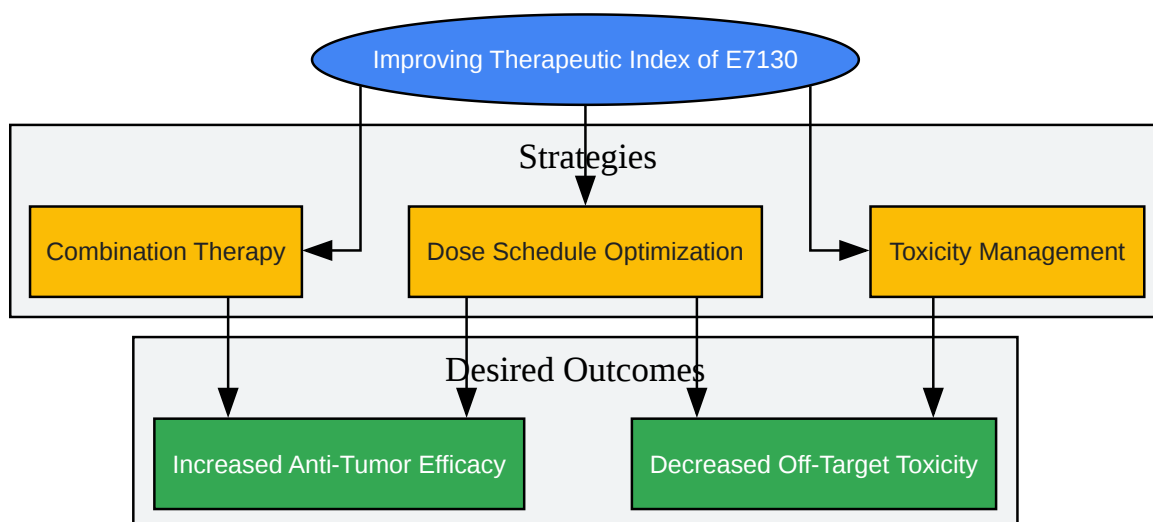 Improving Therapeutic Index of E7130
Strategies
Combination Therapy
Dose Schedule Optimization
Toxicity Management
Desired Outcomes
Increased Anti-Tumor Efficacy
Decreased Off-Target Toxicity